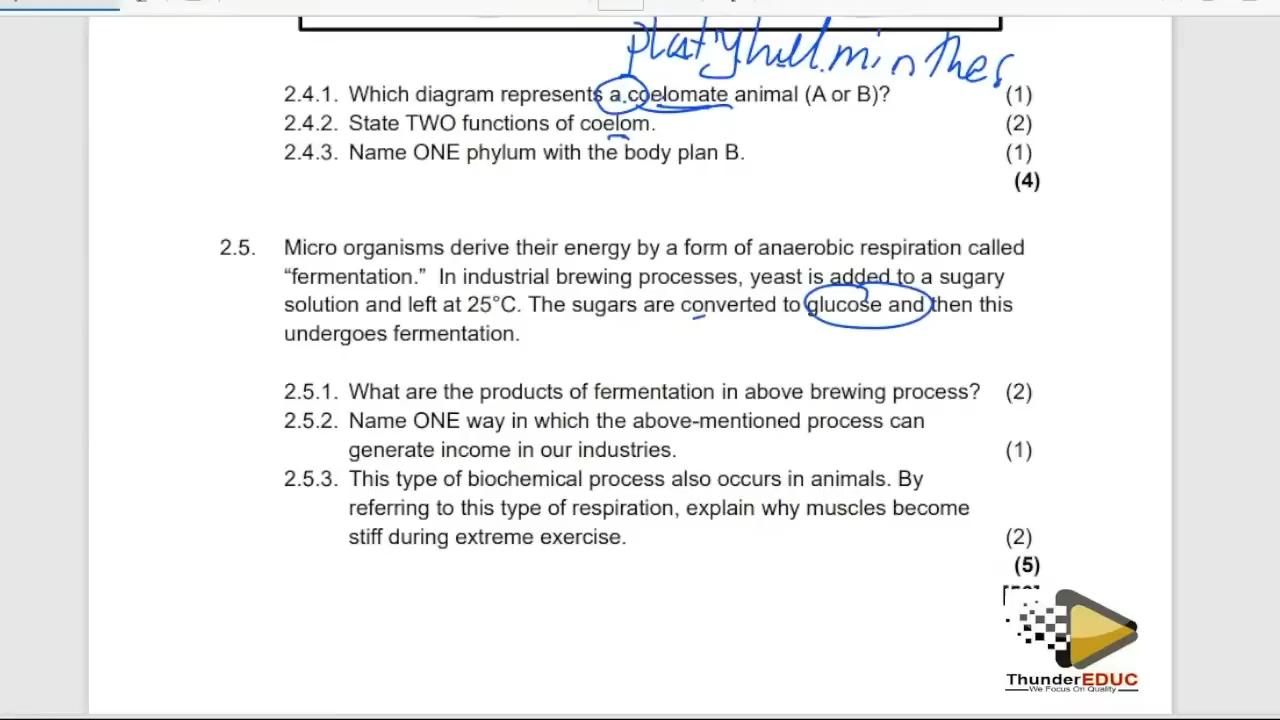 platyhelminthes
2.4.1. Which diagram represents a coelomate animal (A or B)? (1)
2.4.2. State TWO functions of coelom. (2)
2.4.3. Name ONE phylum with the body plan B. (1)
(4)
2.5. Micro organisms derive their energy by a form of anaerobic respiration called
“fermentation.” In industrial brewing processes, yeast is added to a sugary
solution and left at 25°C. The sugars are converted to glucose and then this
undergoes fermentation.
2.5.1. What are the products of fermentation in above brewing process? (2)
2.5.2. Name ONE way in which the above-mentioned process can
generate income in our industries. (1)
2.5.3. This type of biochemical process also occurs in animals. By
referring to this type of respiration, explain why muscles become
stiff during extreme exercise. (2)
(5)
ThunderEDUC
We Focus On Quality